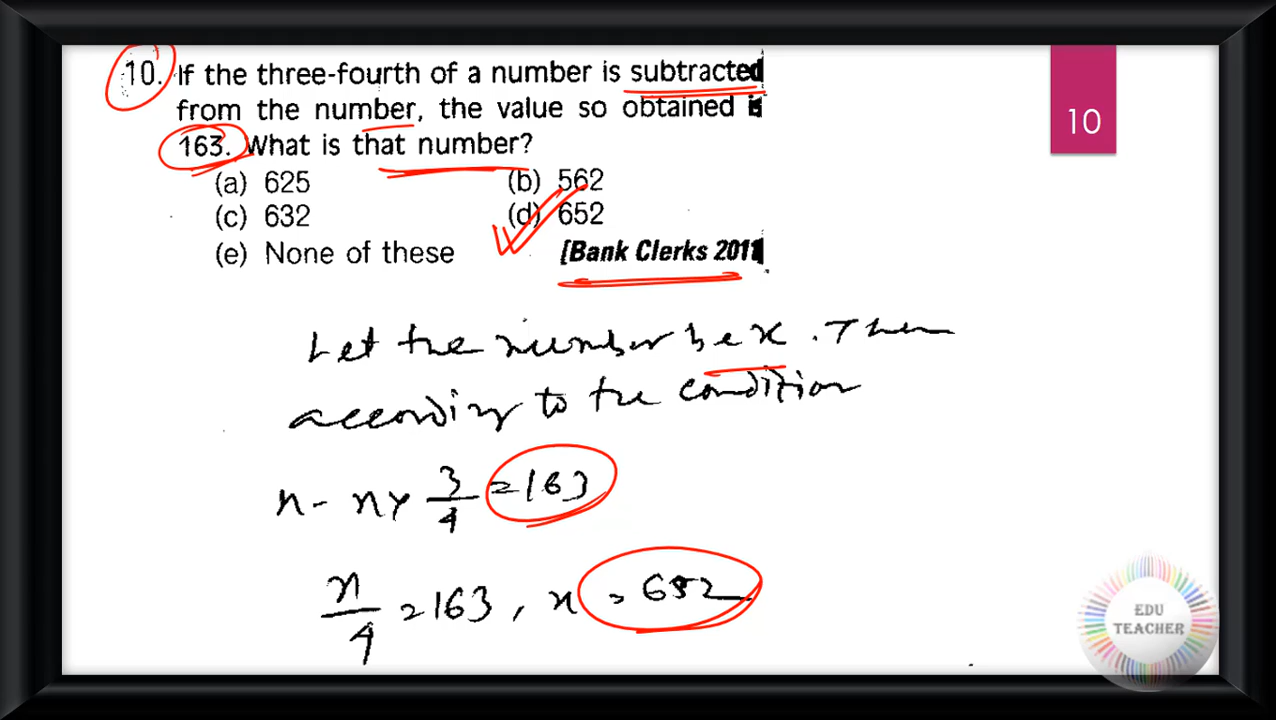 10. If the three-fourth of a number is subtracted
from the number, the value so obtained is
163. What is that number?
(a) 625 (b) 562
(c) 632 (d) 652
(e) None of these [Bank Clerks 2011
10
Let the number be x. Then
according to the condition
x - x × 3/4 = 163
x/4 = 163, x = 652
EDU
TEACHER